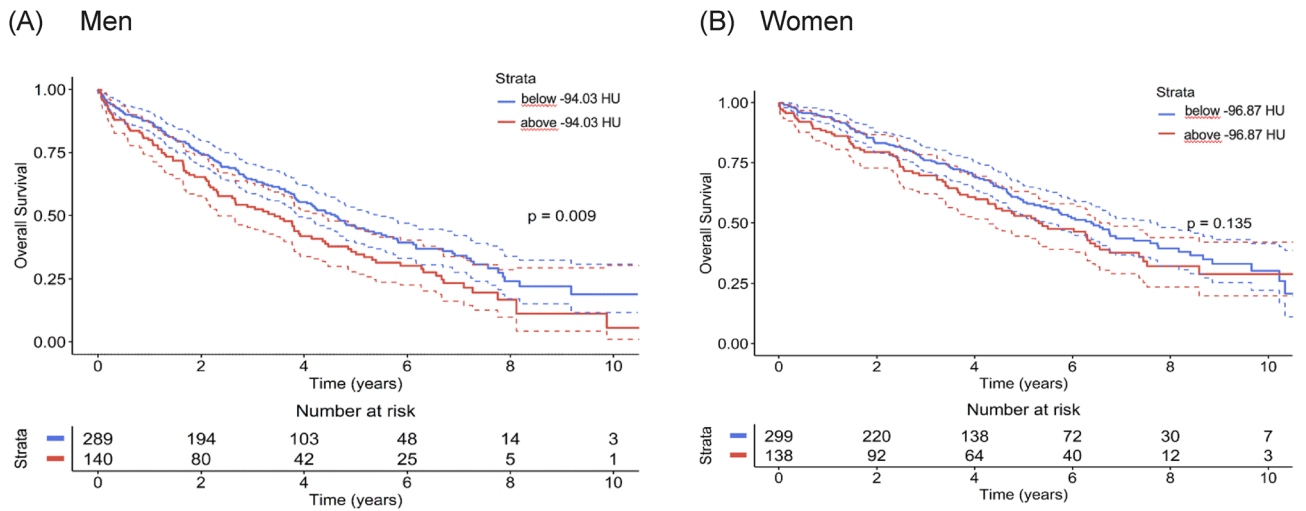 (A) Men
Strata
below -94.03 HU
above -94.03 HU
1.00
0.75
0.50
0.25
0.00
Overall Survival
p = 0.009
0 2 4 6 8 10
Time (years)
Number at risk
Strata
289 194 103 48 14 3
140 80 42 25 5 1
0 2 4 6 8 10
Time (years)
(B) Women
Strata
below -96.87 HU
above -96.87 HU
1.00
0.75
0.50
0.25
0.00
Overall Survival
p = 0.135
0 2 4 6 8 10
Time (years)
Number at risk
Strata
299 220 138 72 30 7
138 92 64 40 12 3
0 2 4 6 8 10
Time (years)